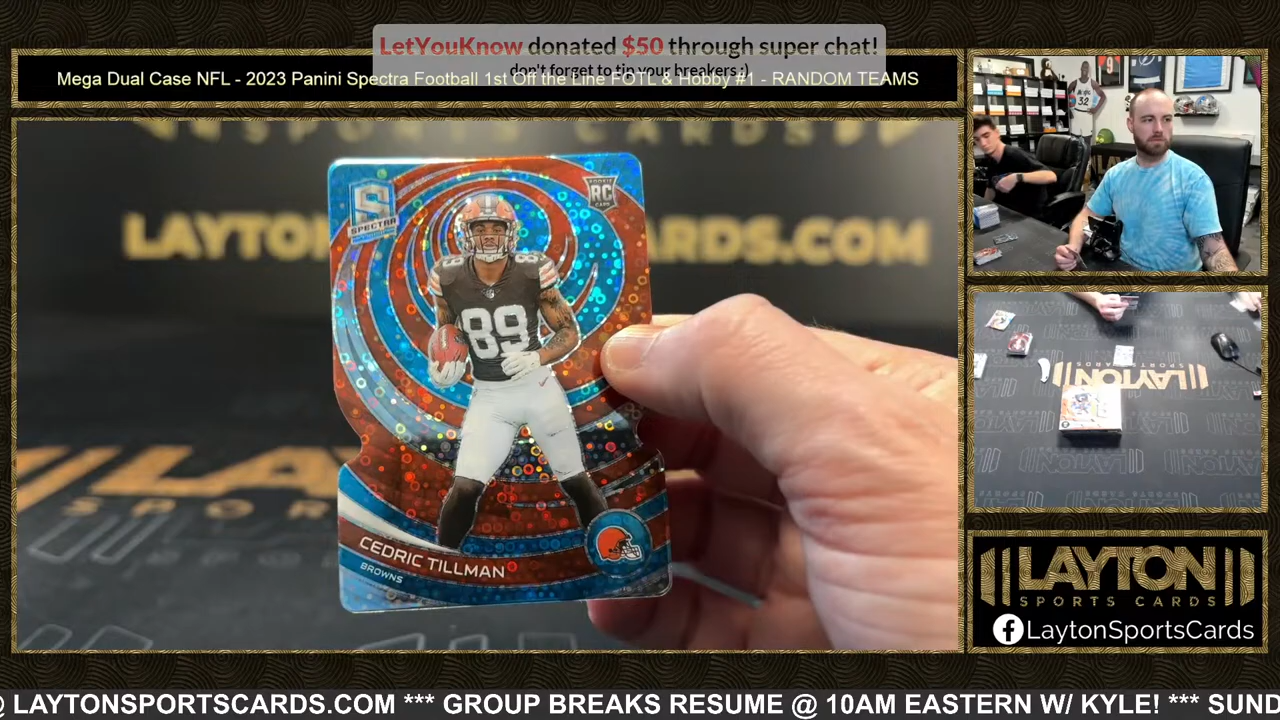 LetYouKnow donated $50 through super chat!
don't forget to tip your breakers :)
Mega Dual Case NFL - 2023 Panini Spectra Football 1st Off the Line FOTL & Hobby #1 - RANDOM TEAMS
S
SPECTRA
ROOKIE
RC
CARD
89
CEDRIC TILLMAN
BROWNS
LAYTON
SPORTS CARDS
LaytonSportsCards
@ LAYTONSPORTSCARDS.COM *** GROUP BREAKS RESUME @ 10AM EASTERN W/ KYLE! *** SUND